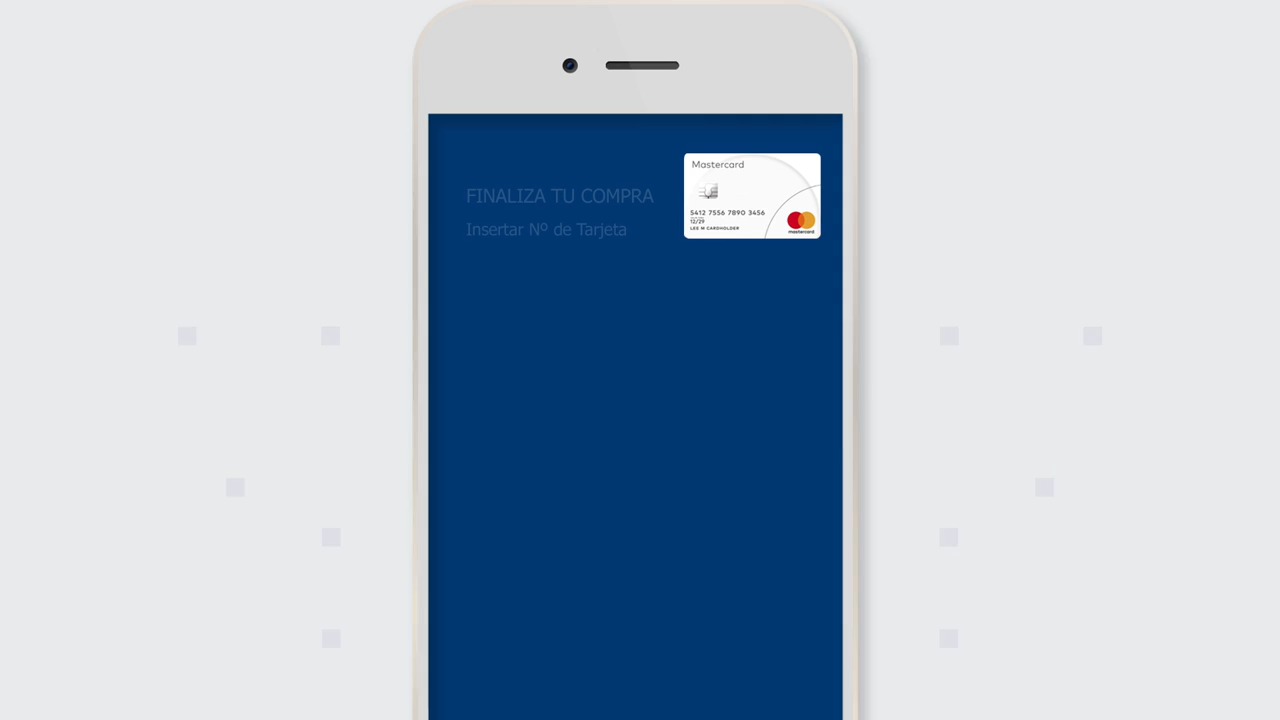 FINALIZA TU COMPRA
Insertar Nº de Tarjeta
Mastercard
5412 7556 7890 3456
12/29
LEE M CARDHOLDER
mastercard